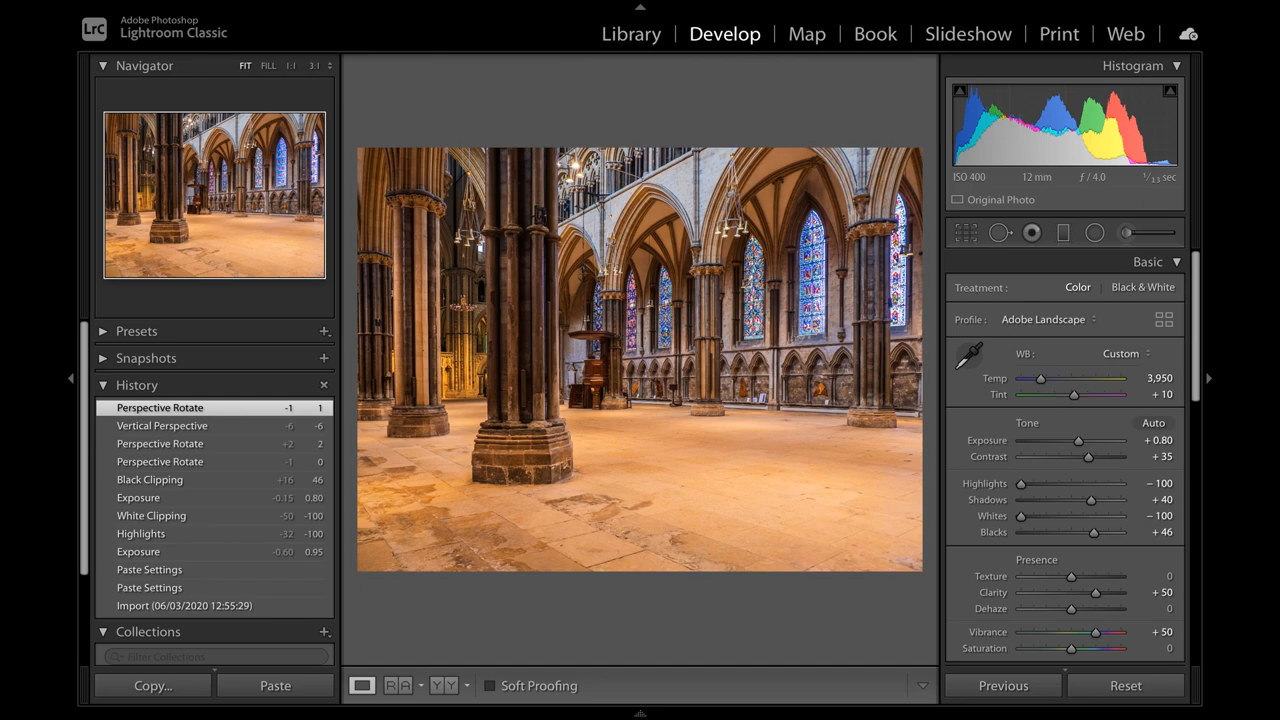 LrC
Adobe Photoshop
Lightroom Classic
Library | Develop | Map | Book | Slideshow | Print | Web
Navigator FIT FILL 1:1 3:1
Presets
Snapshots
History
Perspective Rotate -1 1
Vertical Perspective -6 -6
Perspective Rotate +2 2
Perspective Rotate -1 0
Black Clipping +16 46
Exposure -0.15 0.80
White Clipping -50 -100
Highlights -32 -100
Exposure -0.60 0.95
Paste Settings
Paste Settings
Import (06/03/2020 12:55:29)
Collections
Filter Collections
Copy... Paste
RA YY Soft Proofing
Histogram
ISO 400 12 mm ƒ / 4.0 1/13 sec
Original Photo
Basic
Treatment : Color | Black & White
Profile : Adobe Landscape
WB : Custom
Temp 3,950
Tint + 10
Tone Auto
Exposure + 0.80
Contrast + 35
Highlights − 100
Shadows + 40
Whites − 100
Blacks + 46
Presence
Texture 0
Clarity + 50
Dehaze 0
Vibrance + 50
Saturation 0
Previous Reset